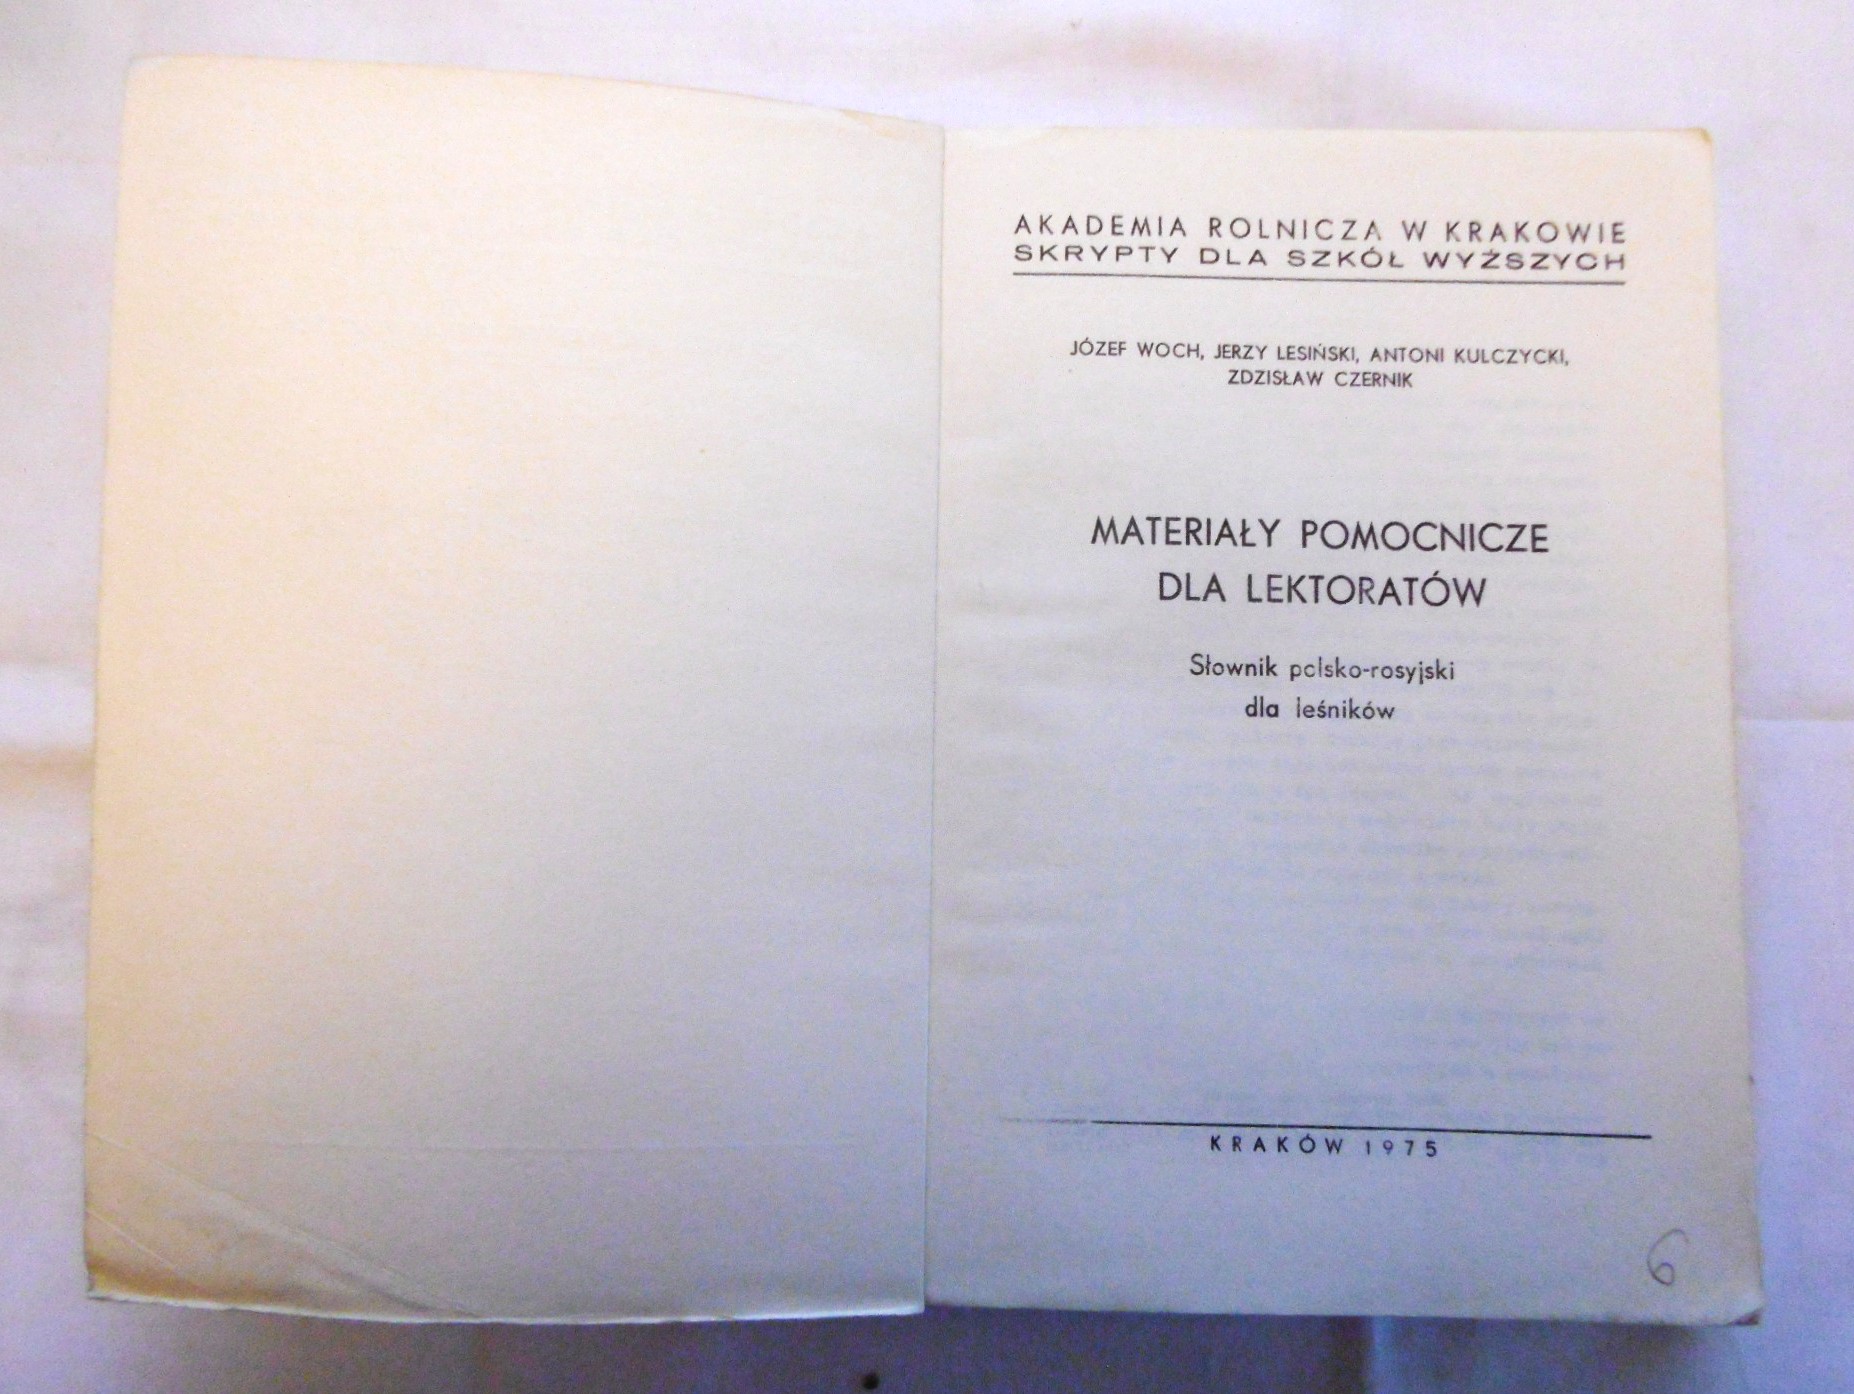 AKADEMIA ROLNICZA W KRAKOWIE
SKRYPTY DLA SZKÓŁ WYŻSZYCH
JÓZEF WOCH, JERZY LESIŃSKI, ANTONI KULCZYCKI,
ZDZISŁAW CZERNIK
MATERIAŁY POMOCNICZE
DLA LEKTORATÓW
Słownik polsko-rosyjski
dla leśników
KRAKÓW 1975
6